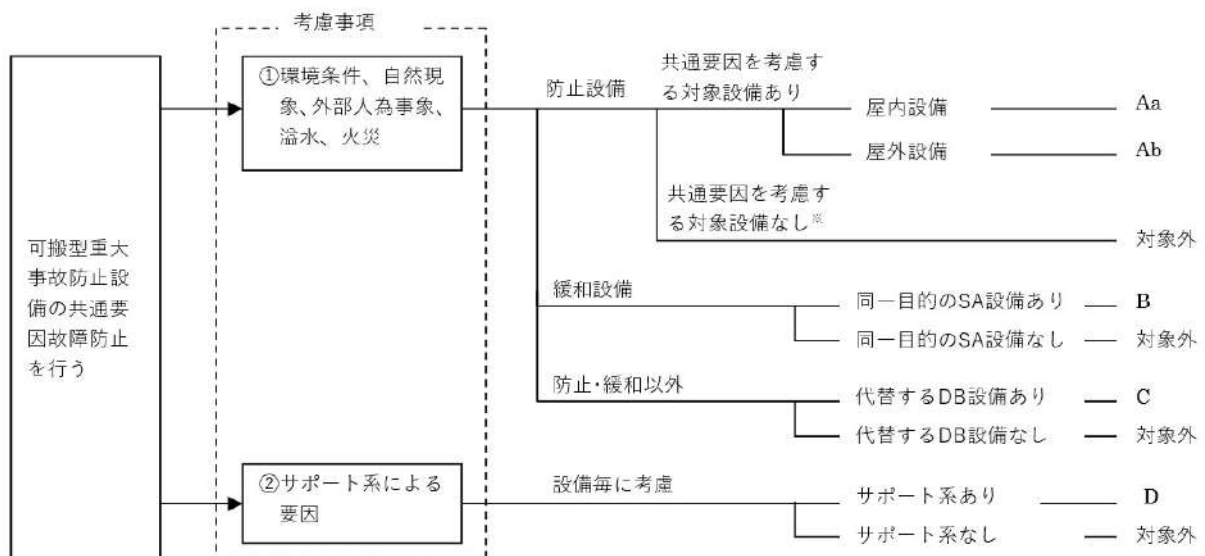 考慮事項
可搬型重大
事故防止設
備の共通要
因故障防止
を行う
①環境条件、自然現
象、外部人為事象、
溢水、火災
防止設備
共通要因を考慮す
る対象設備あり
屋内設備
Aa
屋外設備
Ab
共通要因を考慮す
る対象設備なし※
対象外
緩和設備
同一目的のSA設備あり
B
同一目的のSA設備なし
対象外
防止・緩和以外
代替するDB設備あり
C
代替するDB設備なし
対象外
②サポート系による
要因
設備毎に考慮
サポート系あり
D
サポート系なし
対象外